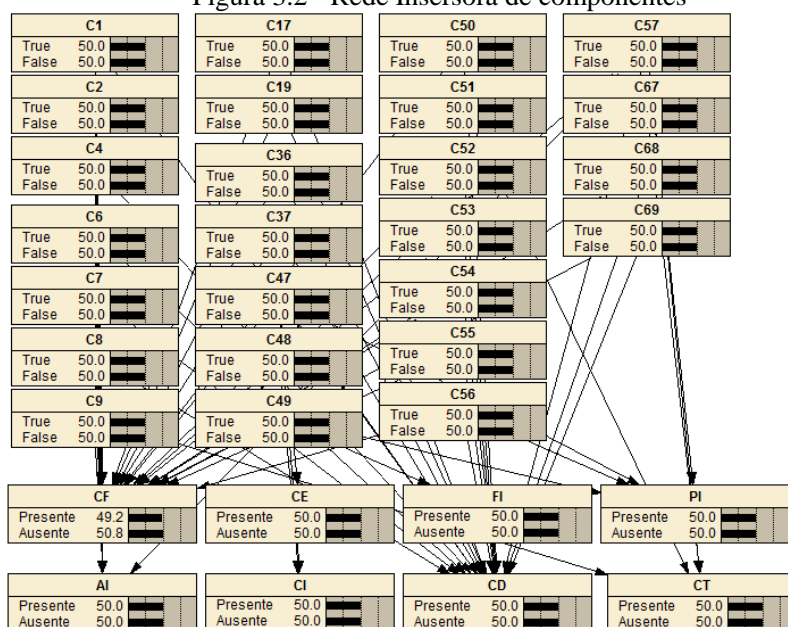 Figura 3.2 - Rede Insersora de componentes
C1
True 50.0
False 50.0
C2
True 50.0
False 50.0
C4
True 50.0
False 50.0
C6
True 50.0
False 50.0
C7
True 50.0
False 50.0
C8
True 50.0
False 50.0
C9
True 50.0
False 50.0
C17
True 50.0
False 50.0
C19
True 50.0
False 50.0
C36
True 50.0
False 50.0
C37
True 50.0
False 50.0
C47
True 50.0
False 50.0
C48
True 50.0
False 50.0
C49
True 50.0
False 50.0
C50
True 50.0
False 50.0
C51
True 50.0
False 50.0
C52
True 50.0
False 50.0
C53
True 50.0
False 50.0
C54
True 50.0
False 50.0
C55
True 50.0
False 50.0
C56
True 50.0
False 50.0
C57
True 50.0
False 50.0
C67
True 50.0
False 50.0
C68
True 50.0
False 50.0
C69
True 50.0
False 50.0
CF
Presente 49.2
Ausente 50.8
CE
Presente 50.0
Ausente 50.0
FI
Presente 50.0
Ausente 50.0
PI
Presente 50.0
Ausente 50.0
AI
Presente 50.0
Ausente 50.0
CI
Presente 50.0
Ausente 50.0
CD
Presente 50.0
Ausente 50.0
CT
Presente 50.0
Ausente 50.0